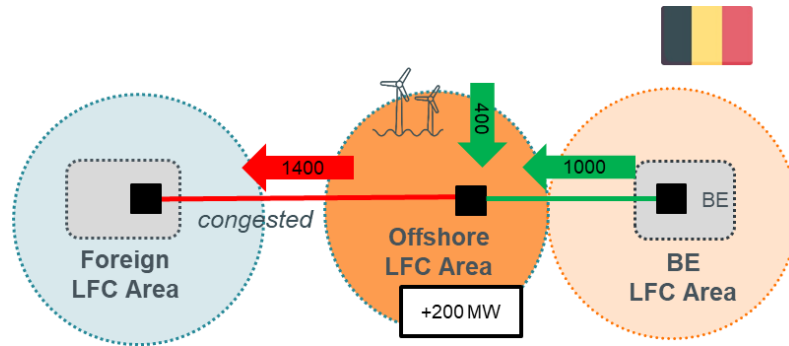 400
1400
1000
congested
BE
Foreign
LFC Area
Offshore
LFC Area
BE
LFC Area
+200 MW